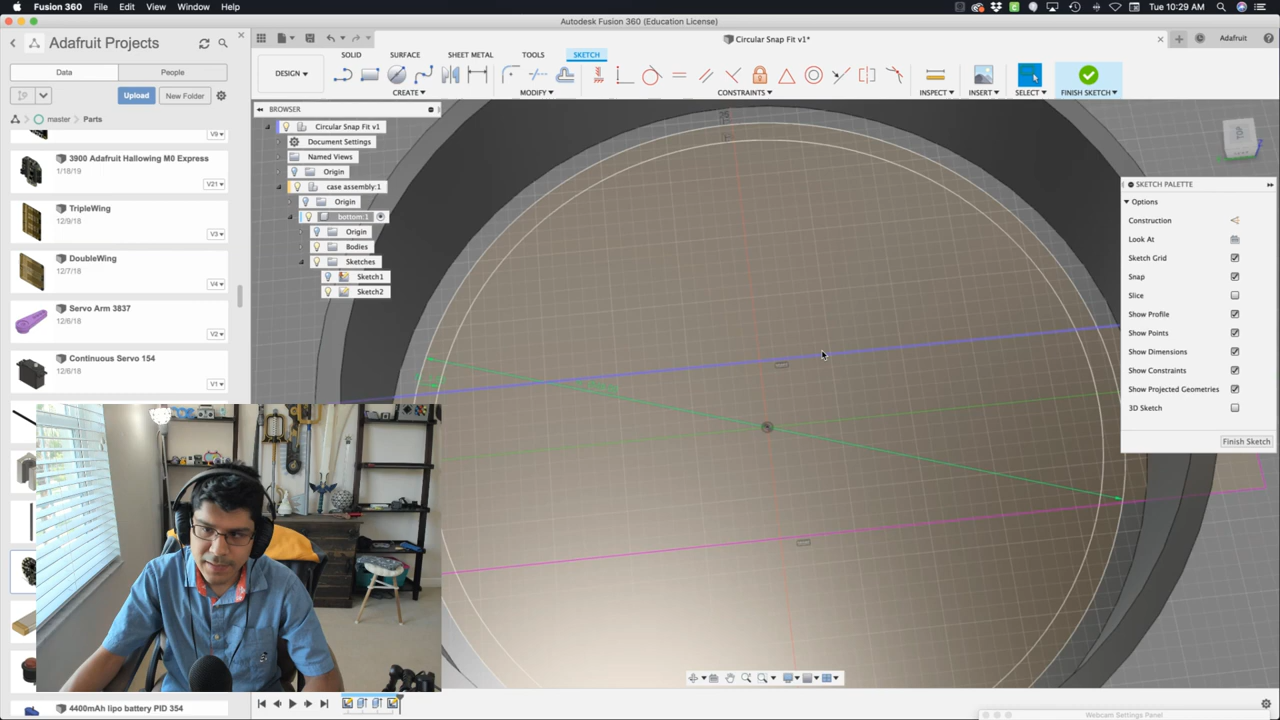 Fusion 360 File Edit View Window Help
Tue 10:29 AM
Autodesk Fusion 360 (Education License)
Adafruit Projects
Data People
Upload New Folder
master Parts
V9
3900 Adafruit Hallowing M0 Express
1/18/19
V21
TripleWing
12/9/18
V3
DoubleWing
12/7/18
V4
Servo Arm 3837
12/6/18
V2
Continuous Servo 154
12/6/18
V1
4400mAh lipo battery PID 354
Circular Snap Fit v1*
Adafruit
SOLID SURFACE SHEET METAL TOOLS SKETCH
DESIGN
CREATE MODIFY CONSTRAINTS INSPECT INSERT SELECT FINISH SKETCH
BROWSER
Circular Snap Fit v1
Document Settings
Named Views
Origin
case assembly:1
Origin
bottom:1
Origin
Bodies
Sketches
Sketch1
Sketch2
SKETCH PALETTE
Options
Construction
Look At
Sketch Grid
Snap
Slice
Show Profile
Show Points
Show Dimensions
Show Constraints
Show Projected Geometries
3D Sketch
Finish Sketch
Webcam Settings Panel